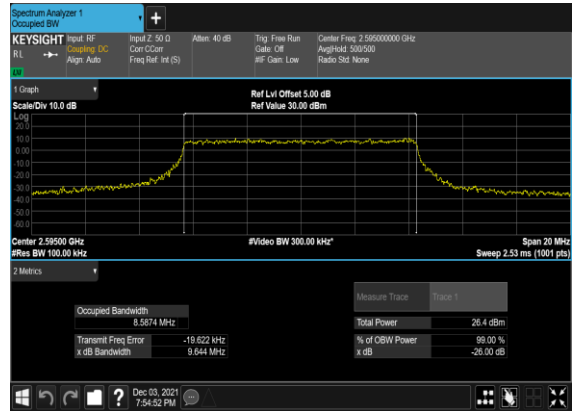 Spectrum Analyzer 1
Occupied BW
+
KEYSIGHT Input: RF Input Z: 50 Ω Atten: 40 dB Trig: Free Run Center Freq: 2.595000000 GHz
RL Coupling: DC Corr CCorr Gate: Off Avg|Hold: 500/500
Align: Auto Freq Ref: Int (S) #IF Gain: Low Radio Std: None
1 Graph
Ref Lvl Offset 5.00 dB
Scale/Div 10.0 dB Ref Value 30.00 dBm
Log
20.0
10.0
0.00
-10.0
-20.0
-30.0
-40.0
-50.0
-60.0
Center 2.59500 GHz #Video BW 300.00 kHz* Span 20 MHz
#Res BW 100.00 kHz Sweep 2.53 ms (1001 pts)
2 Metrics
Measure Trace Trace 1
Occupied Bandwidth
8.5874 MHz Total Power 26.4 dBm
Transmit Freq Error -19.622 kHz % of OBW Power 99.00 %
x dB Bandwidth 9.644 MHz x dB -26.00 dB
? Dec 03, 2021
7:54:52 PM